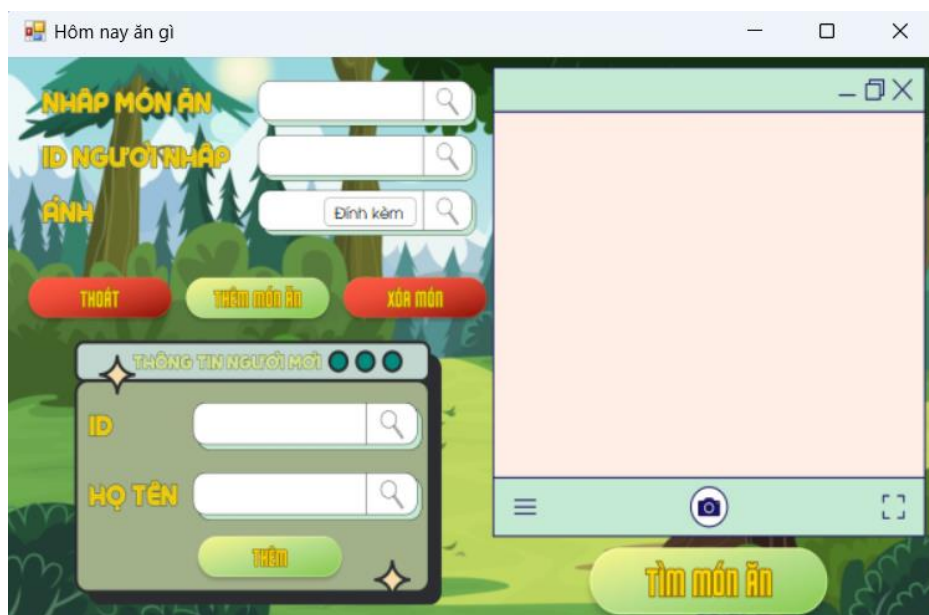 Hôm nay ăn gì
NHẬP MÓN ĂN
ID NGƯỜI NHẬP
ẢNH
Đính kèm
THOÁT
THÊM MÓN ĂN
XÓA MÓN
THÔNG TIN NGƯỜI MỚI
ID
HỌ TÊN
THÊM
TÌM MÓN ĂN